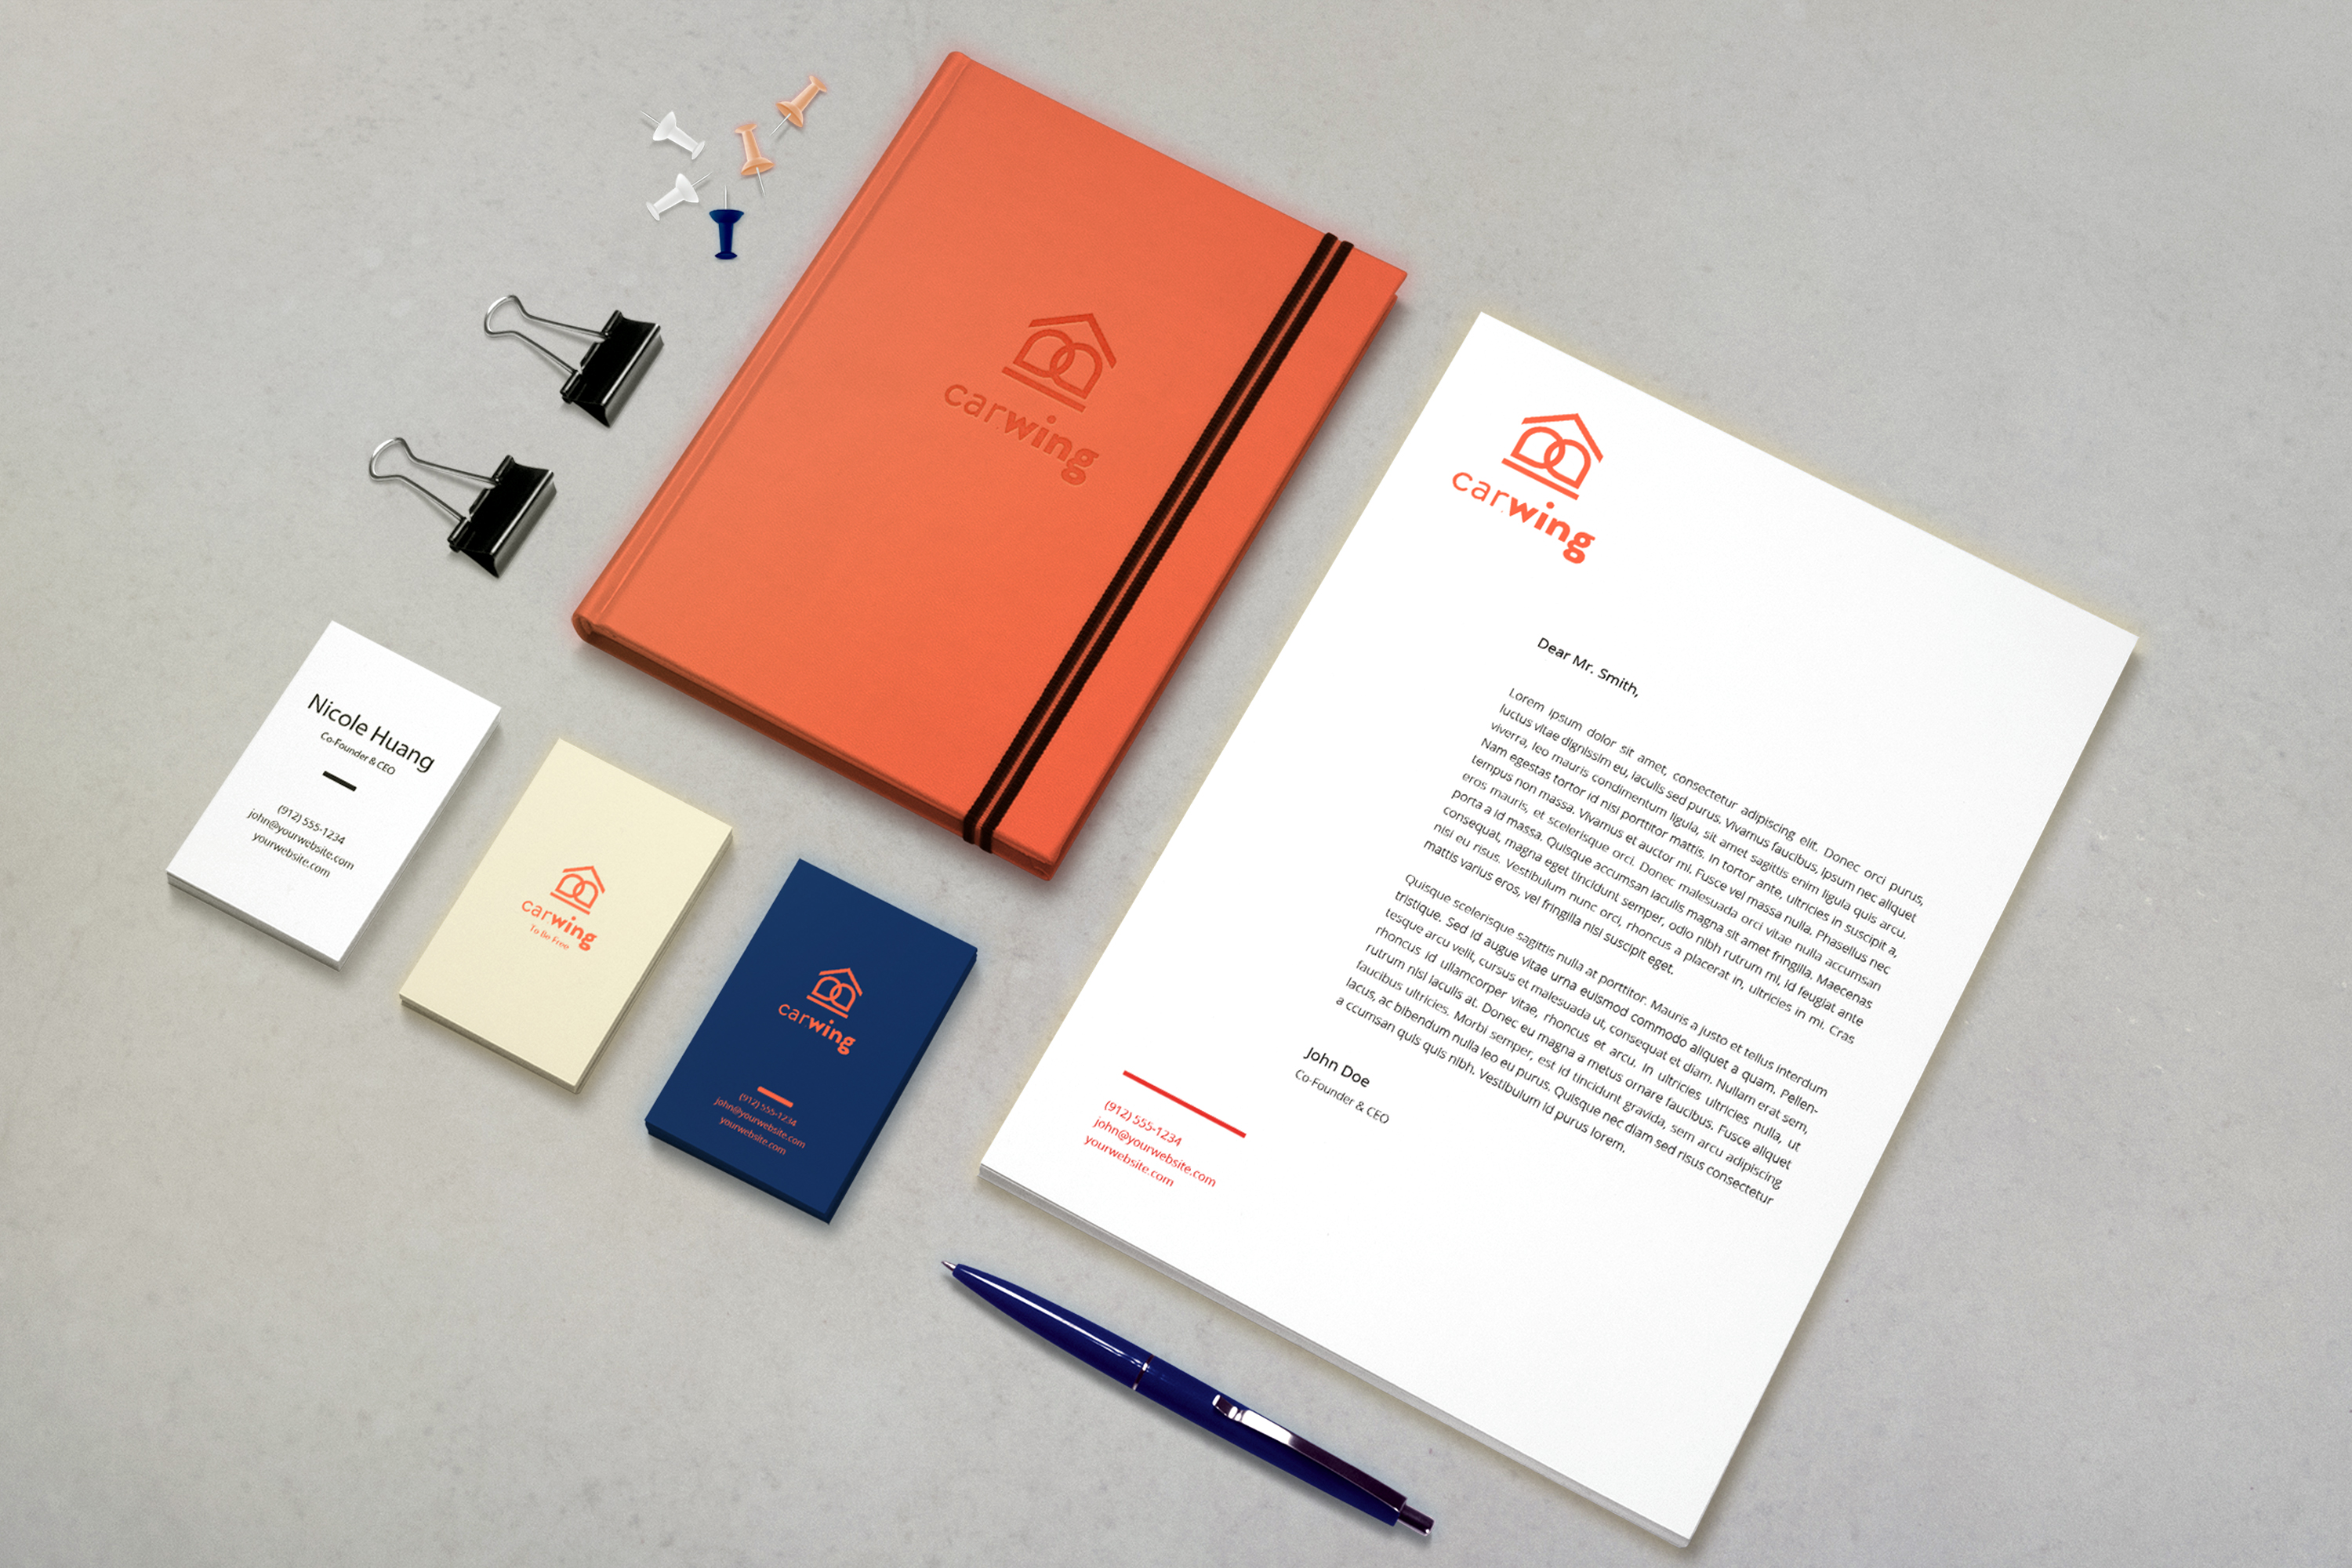 carwing
carwing
Dear Mr. Smith,
Lorem ipsum dolor sit amet, consectetur adipiscing elit. Donec orci purus,
luctus vitae dignissim eu, iaculis sed purus. Vivamus faucibus, ipsum nec aliquet
viverra, leo mauris condimentum ligula, sit amet sagittis enim ligula quis arcu.
Nam egestas tortor id nisi porttitor mattis. In tortor ante, ultricies in suscipit a,
tempus non massa. Vivamus et auctor mi. Fusce vel massa nulla. Phasellus nec
eros mauris, et scelerisque orci. Donec malesuada orci vitae nulla accumsan
porta a id massa. Quisque accumsan iaculis magna sit amet fringilla. Maecenas
consequat, magna eget tincidunt semper, odio nibh rutrum mi, id feugiat ante
nisi eu risus. Vestibulum nunc orci, rhoncus a placerat in, ultricies in mi. Cras
mattis varius eros, vel fringilla nisi suscipit eget.
Quisque scelerisque sagittis nulla at porttitor. Mauris a justo et tellus interdum
tristique. Sed id augue vitae urna euismod commodo aliquet a quam. Pellen-
tesque arcu velit, cursus et malesuada ut, consequat et diam. Nullam erat sem,
rhoncus id ullamcorper vitae, rhoncus et arcu. In ultricies ultricies nulla, ut
rutrum nisi iaculis at. Donec eu magna a metus ornare faucibus. Fusce aliquet
faucibus ultricies. Morbi semper, est id tincidunt gravida, sem arcu adipiscing
lacus, ac bibendum nulla leo eu purus. Quisque nec diam sed risus consectetur
a ccumsan quis quis nibh. Vestibulum id purus lorem.
John Doe
Co-Founder & CEO
(912) 555-1234
john@yourwebsite.com
yourwebsite.com
Nicole Huang
Co-Founder & CEO
(912) 555-1234
john@yourwebsite.com
yourwebsite.com
carwing
To Be Free
carwing
(912) 555-1234
john@yourwebsite.com
yourwebsite.com